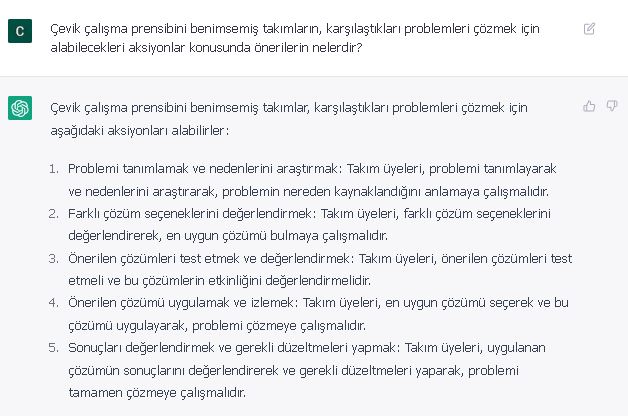 C
Çevik çalışma prensibini benimsemiş takımların, karşılaştıkları problemleri çözmek için
alabilecekleri aksiyonlar konusunda önerilerin nelerdir?
Çevik çalışma prensibini benimsemiş takımlar, karşılaştıkları problemleri çözmek için
aşağıdaki aksiyonları alabilirler:
1. Problemi tanımlamak ve nedenlerini araştırmak: Takım üyeleri, problemi tanımlayarak
ve nedenlerini araştırarak, problemin nereden kaynaklandığını anlamaya çalışmalıdır.
2. Farklı çözüm seçeneklerini değerlendirmek: Takım üyeleri, farklı çözüm seçeneklerini
değerlendirerek, en uygun çözümü bulmaya çalışmalıdır.
3. Önerilen çözümleri test etmek ve değerlendirmek: Takım üyeleri, önerilen çözümleri test
etmeli ve bu çözümlerin etkinliğini değerlendirmelidir.
4. Önerilen çözümü uygulamak ve izlemek: Takım üyeleri, en uygun çözümü seçerek ve bu
çözümü uygulayarak, problemi çözmeye çalışmalıdır.
5. Sonuçları değerlendirmek ve gerekli düzeltmeleri yapmak: Takım üyeleri, uygulanan
çözümün sonuçlarını değerlendirerek ve gerekli düzeltmeleri yaparak, problemi
tamamen çözmeye çalışmalıdır.